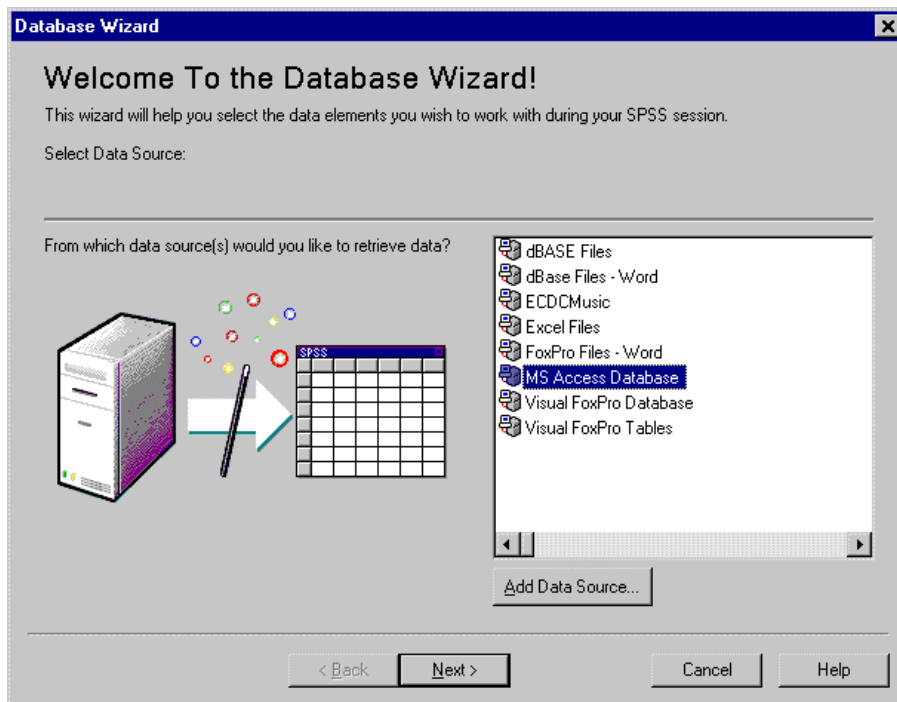 Database Wizard
Welcome To the Database Wizard!
This wizard will help you select the data elements you wish to work with during your SPSS session.
Select Data Source:
From which data source(s) would you like to retrieve data?
SPSS
dBASE Files
dBase Files - Word
ECDCMusic
Excel Files
FoxPro Files - Word
MS Access Database
Visual FoxPro Database
Visual FoxPro Tables
Add Data Source...
< Back
Next >
Cancel
Help